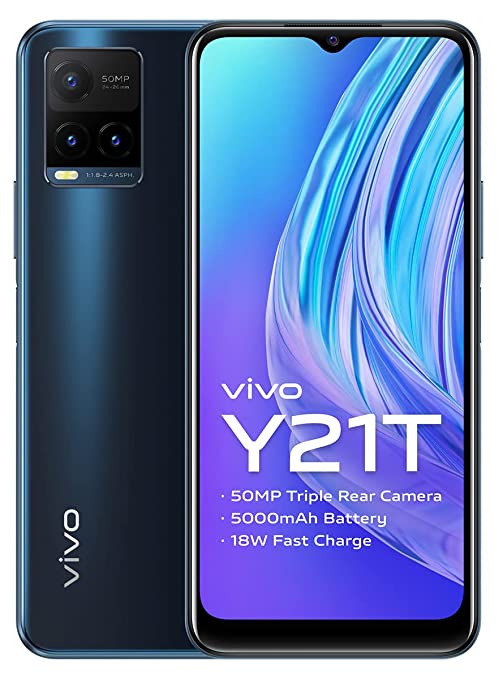 50MP
24-26 mm
1:1.8-2.4 ASPH.
vivo
vivo
Y21T
· 50MP Triple Rear Camera
· 5000mAh Battery
· 18W Fast Charge